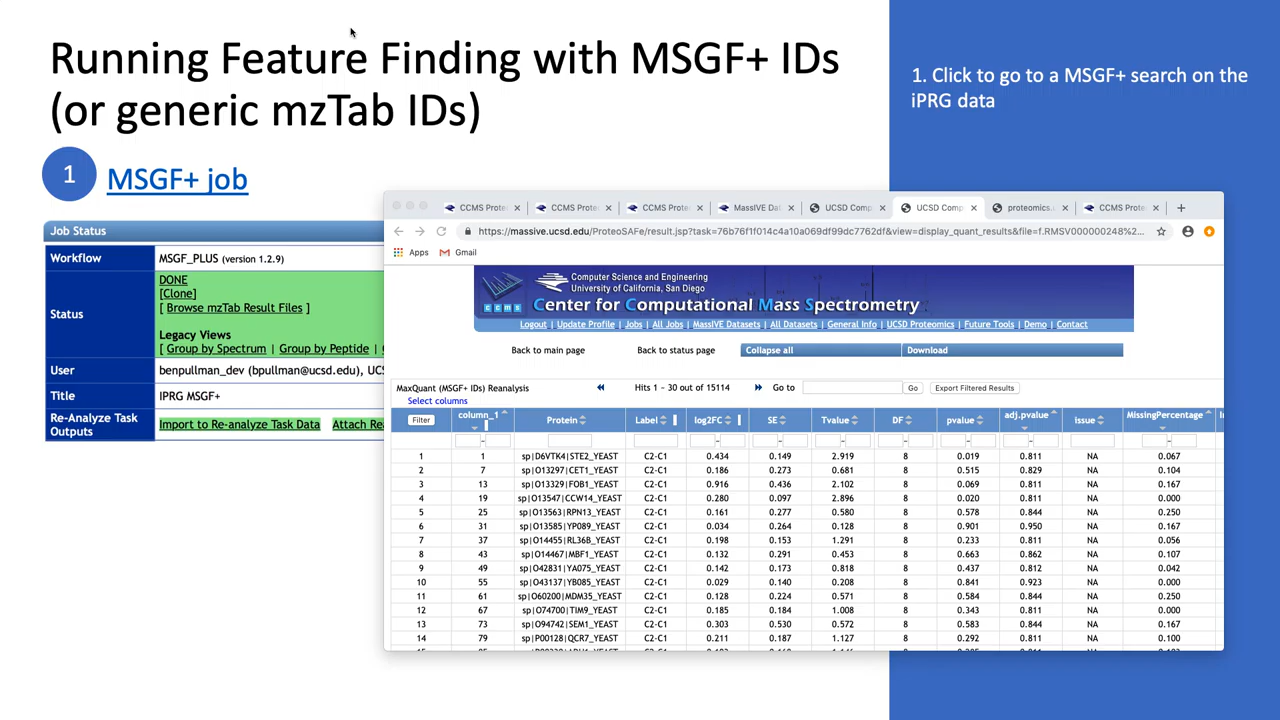 Running Feature Finding with MSGF+ IDs
(or generic mzTab IDs)
1. Click to go to a MSGF+ search on the
iPRG data
1 MSGF+ job
Job Status
Workflow MSGF_PLUS (version 1.2.9)
Status DONE
[Clone]
[ Browse mzTab Result Files ]
Legacy Views
[ Group by Spectrum | Group by Peptide |
User benpullman_dev (bpullman@ucsd.edu), UCS
Title IPRG MSGF+
Re-Analyze Task
Outputs
Import to Re-analyze Task Data Attach Rea
CCMS Prote × CCMS Prote × CCMS Prote × MassIVE Dat × UCSD Comp × UCSD Comp × proteomics. × CCMS Prote × +
https://massive.ucsd.edu/ProteoSAFe/result.jsp?task=76b76f1f014c4a10a069df99dc7762df&view=display_quant_results&file=f.RMSV000000248%2...
Apps Gmail
ccms
Computer Science and Engineering
University of California, San Diego
Center for Computational Mass Spectrometry
Logout | Update Profile | Jobs | All Jobs | MassIVE Datasets | All Datasets | General Info | UCSD Proteomics | Future Tools | Demo | Contact
Back to main page Back to status page Collapse all Download
MaxQuant (MSGF+ IDs) Reanalysis Hits 1 ~ 30 out of 15114 Go to Go Export Filtered Results
Select columns
Filter column_1 Protein Label log2FC SE Tvalue DF pvalue adj.pvalue issue MissingPercentage
1 1 sp|D6VTK4|STE2_YEAST C2-C1 0.434 0.149 2.919 8 0.019 0.811 NA 0.067
2 7 sp|O13297|CET1_YEAST C2-C1 0.186 0.273 0.681 8 0.515 0.829 NA 0.104
3 13 sp|O13329|FOB1_YEAST C2-C1 0.916 0.436 2.102 8 0.069 0.811 NA 0.167
4 19 sp|O13547|CCW14_YEAST C2-C1 0.280 0.097 2.896 8 0.020 0.811 NA 0.000
5 25 sp|O13563|RPN13_YEAST C2-C1 0.161 0.277 0.580 8 0.578 0.844 NA 0.250
6 31 sp|O13585|YP089_YEAST C2-C1 0.034 0.264 0.128 8 0.901 0.950 NA 0.167
7 37 sp|O14455|RL36B_YEAST C2-C1 0.198 0.153 1.291 8 0.233 0.811 NA 0.056
8 43 sp|O14467|MBF1_YEAST C2-C1 0.132 0.291 0.453 8 0.663 0.862 NA 0.107
9 49 sp|O42831|YA075_YEAST C2-C1 0.142 0.173 0.818 8 0.437 0.812 NA 0.042
10 55 sp|O43137|YB085_YEAST C2-C1 0.029 0.140 0.208 8 0.841 0.923 NA 0.000
11 61 sp|O60200|MDM35_YEAST C2-C1 0.128 0.224 0.571 8 0.584 0.844 NA 0.250
12 67 sp|O74700|TIM9_YEAST C2-C1 0.185 0.184 1.008 8 0.343 0.811 NA 0.000
13 73 sp|O94742|SEM1_YEAST C2-C1 0.303 0.530 0.572 8 0.583 0.844 NA 0.167
14 79 sp|P00128|QCR7_YEAST C2-C1 0.211 0.187 1.127 8 0.292 0.811 NA 0.100